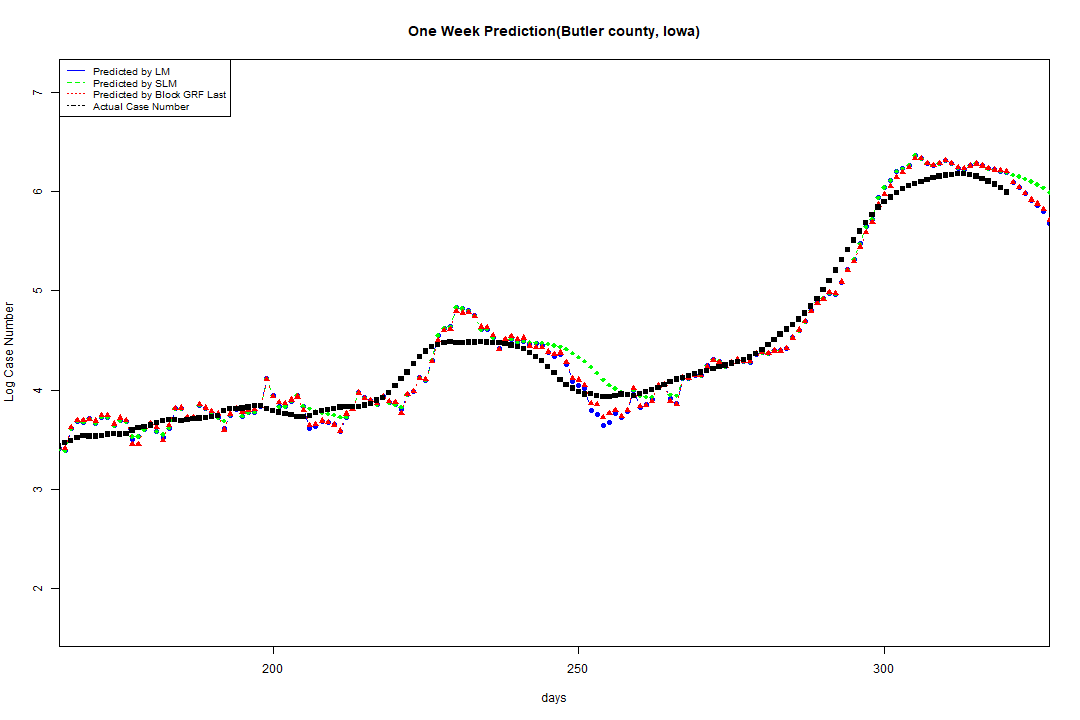 One Week Prediction(Butler county, Iowa)
Predicted by LM
Predicted by SLM
Predicted by Block GRF Last
Actual Case Number
7
6
5
4
3
2
Log Case Number
200
250
300
days